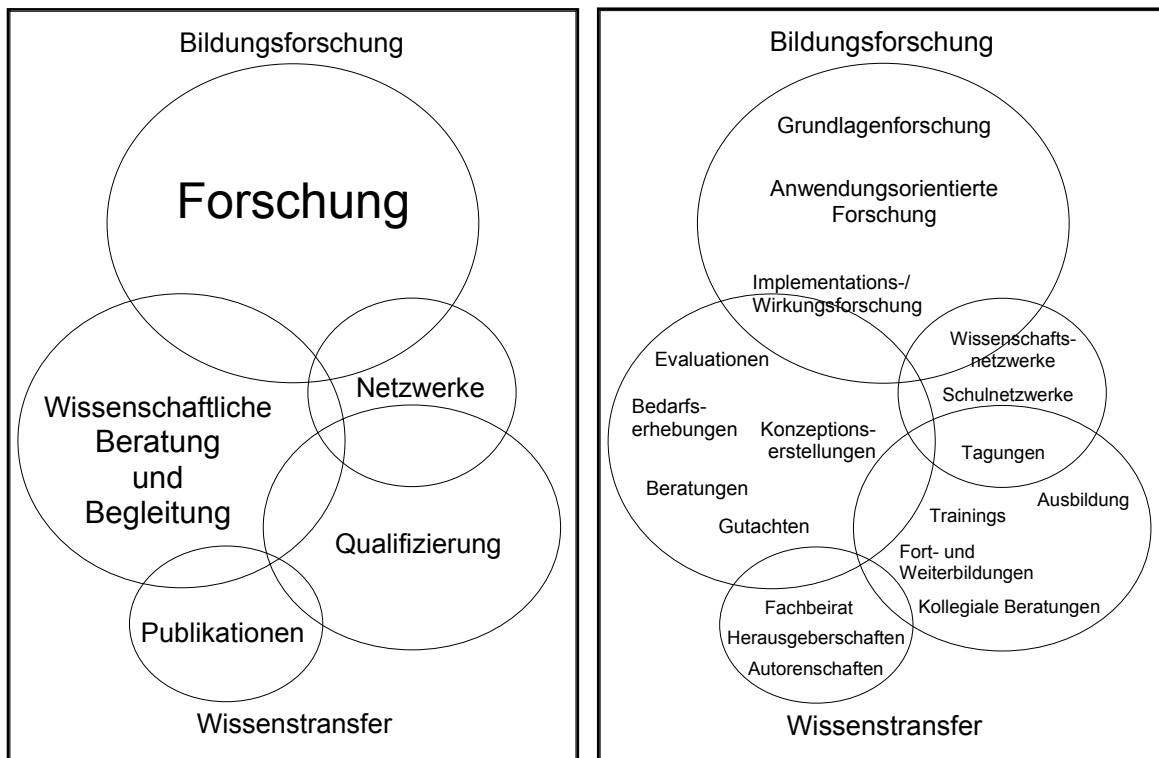 Bildungsforschung
Forschung
Netzwerke
Wissenschaftliche
Beratung
und
Begleitung
Qualifizierung
Publikationen
Wissenstransfer
Bildungsforschung
Grundlagenforschung
Anwendungsorientierte
Forschung
Implementations-/
Wirkungsforschung
Wissenschafts-
netzwerke
Evaluationen
Schulnetzwerke
Bedarfs-
erhebungen
Konzeptions-
erstellungen
Tagungen
Beratungen
Ausbildung
Gutachten
Trainings
Fort- und
Weiterbildungen
Fachbeirat
Kollegiale Beratungen
Herausgeberschaften
Autorenschaften
Wissenstransfer